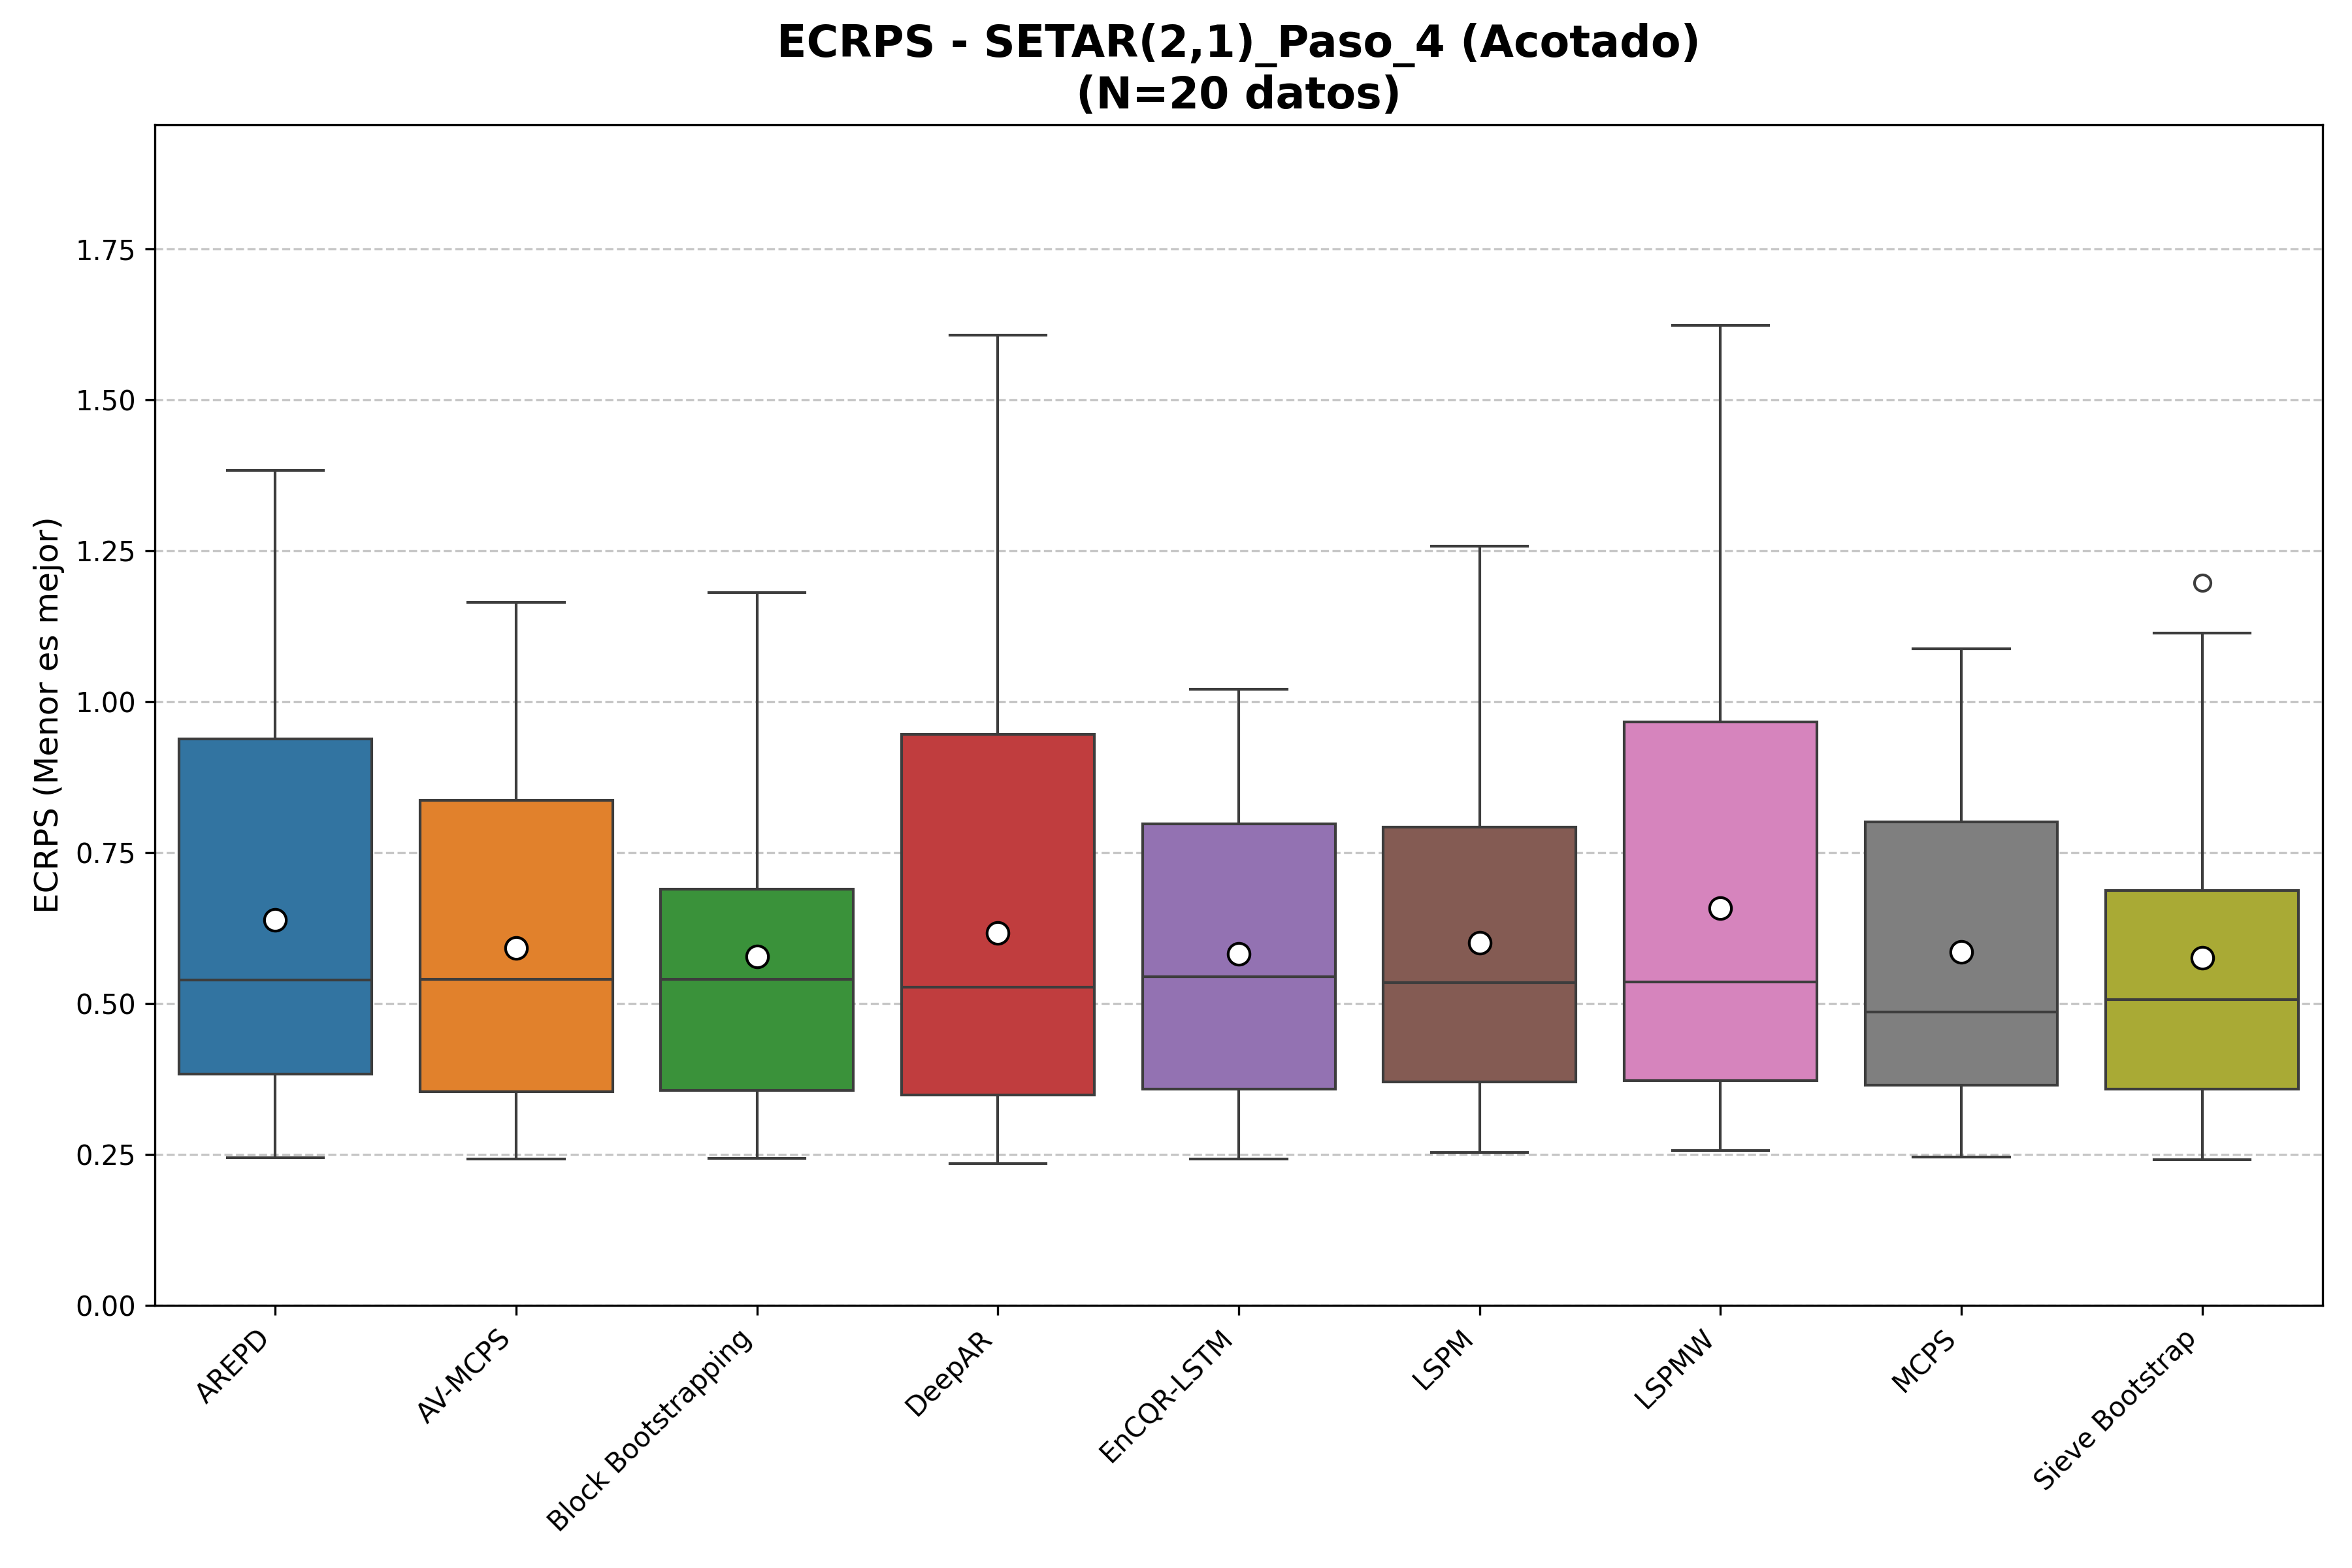 ECRPS - SETAR(2,1)_Paso_4 (Acotado)
(N=20 datos)
ECRPS (Menor es mejor)
1.75
1.50
1.25
1.00
0.75
0.50
0.25
0.00
AREPD
AV-MCPS
Block Bootstrapping
DeepAR
EnCQR-LSTM
LSPM
LSPMW
MCPS
Sieve Bootstrap